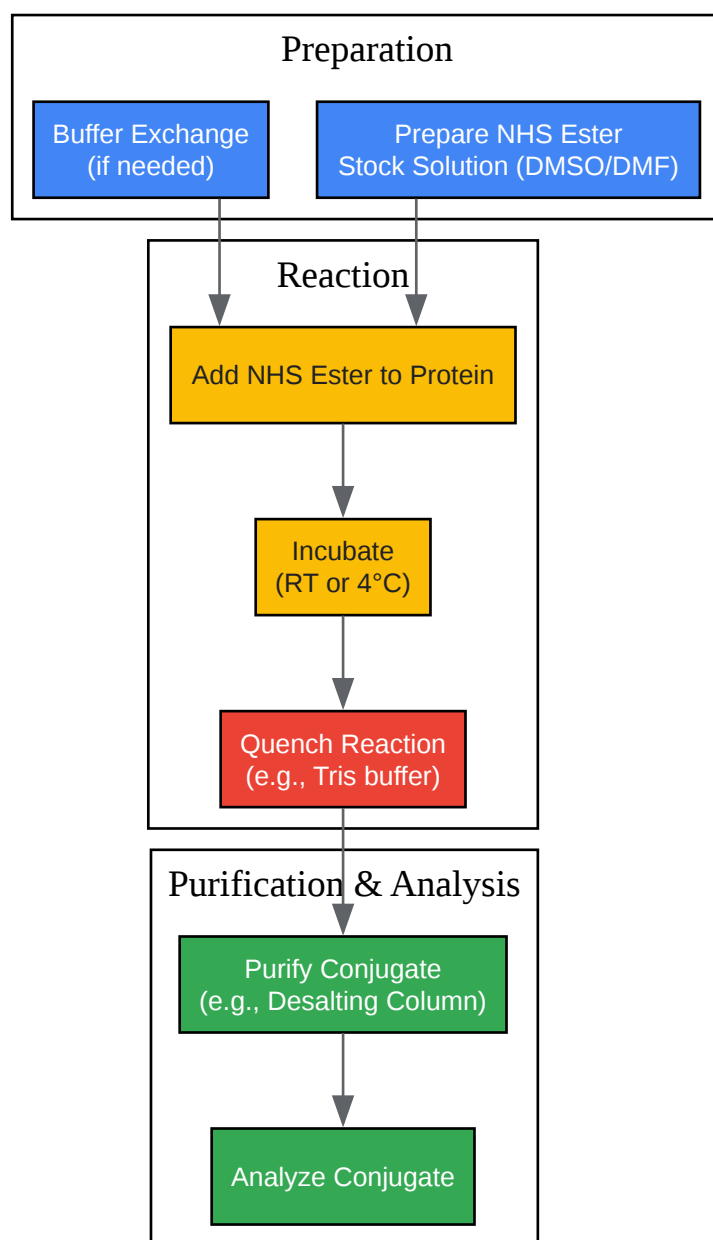 Preparation
Buffer Exchange
(if needed)
Prepare NHS Ester
Stock Solution (DMSO/DMF)
Reaction
Add NHS Ester to Protein
Incubate
(RT or 4°C)
Quench Reaction
(e.g., Tris buffer)
Purification & Analysis
Purify Conjugate
(e.g., Desalting Column)
Analyze Conjugate